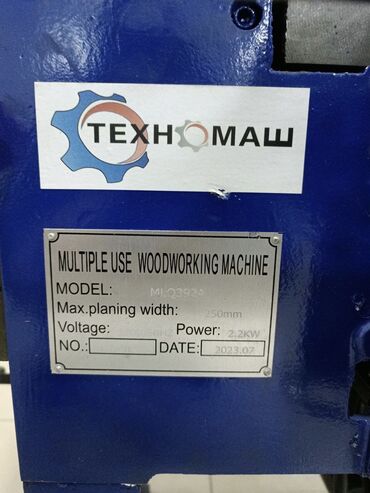 ТЕХНОМАШ
MULTIPLE USE WOODWORKING MACHINE
MODEL:
Max.planing width: 250mm
Voltage: Power: 2.2KW
NO.: DATE: 2023.07